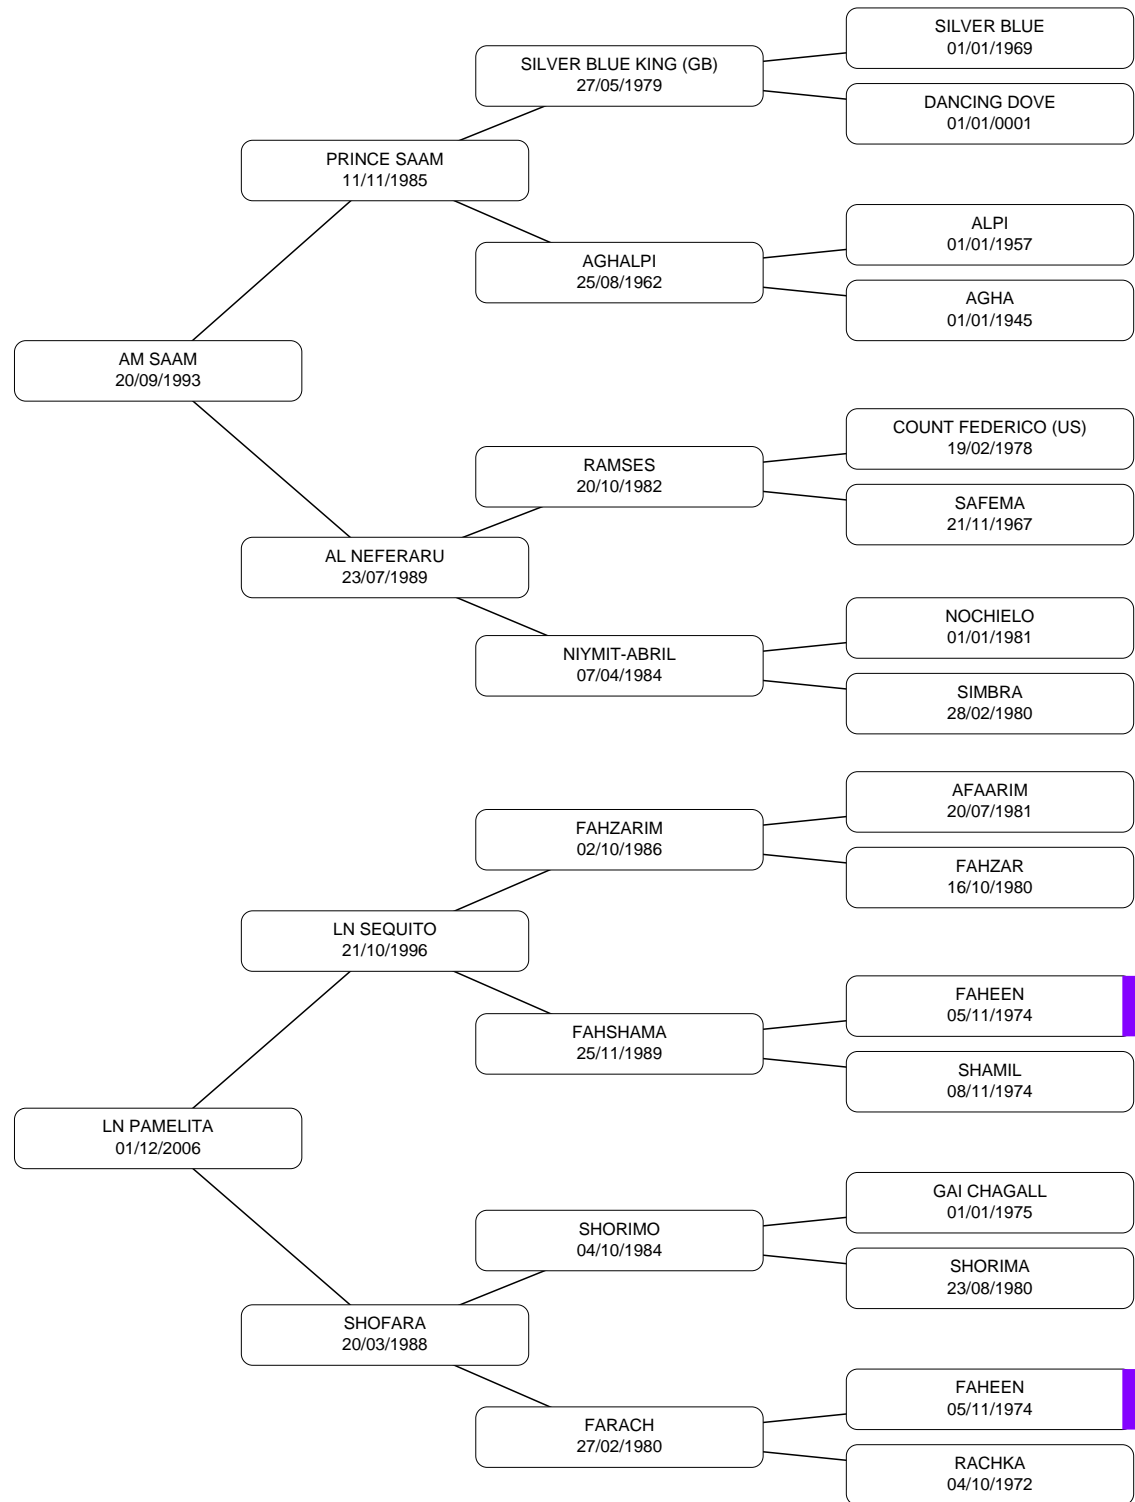 SILVER BLUE
01/01/1969
SILVER BLUE KING (GB)
27/05/1979
DANCING DOVE
01/01/0001
PRINCE SAAM
11/11/1985
ALPI
01/01/1957
AGHALPI
25/08/1962
AGHA
01/01/1945
AM SAAM
20/09/1993
COUNT FEDERICO (US)
19/02/1978
RAMSES
20/10/1982
SAFEMA
21/11/1967
AL NEFERARU
23/07/1989
NOCHIELO
01/01/1981
NIYMIT-ABRIL
07/04/1984
SIMBRA
28/02/1980
AFAARIM
20/07/1981
FAHZARIM
02/10/1986
FAHZAR
16/10/1980
LN SEQUITO
21/10/1996
FAHEEN
05/11/1974
FAHSHAMA
25/11/1989
SHAMIL
08/11/1974
LN PAMELITA
01/12/2006
GAI CHAGALL
01/01/1975
SHORIMO
04/10/1984
SHORIMA
23/08/1980
SHOFARA
20/03/1988
FAHEEN
05/11/1974
FARACH
27/02/1980
RACHKA
04/10/1972